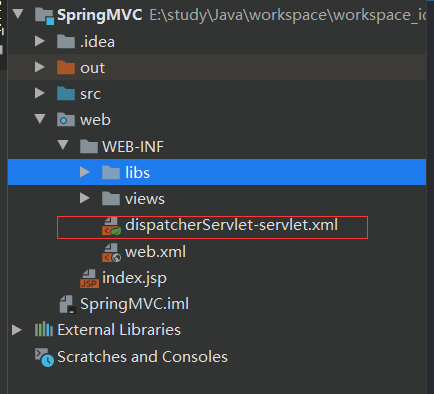 SpringMVC E:\study\Java\workspace\workspace_ic
.idea
out
src
web
WEB-INF
libs
views
dispatcherServlet-servlet.xml
web.xml
index.jsp
SpringMVC.iml
External Libraries
Scratches and Consoles